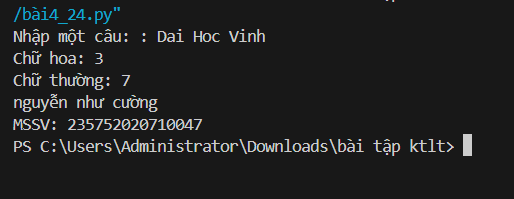 /bài4_24.py"
Nhập một câu: : Dai Hoc Vinh
Chữ hoa: 3
Chữ thường: 7
nguyễn như cường
MSSV: 235752020710047
PS C:\Users\Administrator\Downloads\bài tập ktlt>